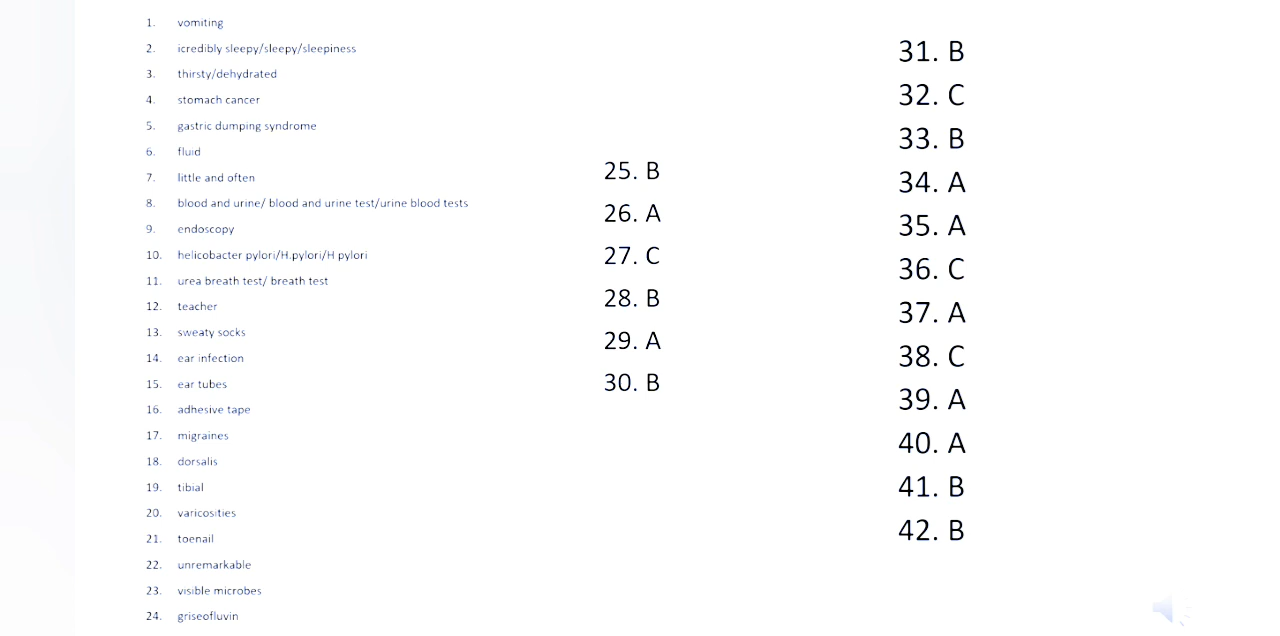 1. vomiting
2. icredibly sleepy/sleepy/sleepiness
3. thirsty/dehydrated
4. stomach cancer
5. gastric dumping syndrome
6. fluid
7. little and often
8. blood and urine/ blood and urine test/urine blood tests
9. endoscopy
10. helicobacter pylori/H.pylori/H pylori
11. urea breath test/ breath test
12. teacher
13. sweaty socks
14. ear infection
15. ear tubes
16. adhesive tape
17. migraines
18. dorsalis
19. tibial
20. varicosities
21. toenail
22. unremarkable
23. visible microbes
24. griseofluvin
25. B
26. A
27. C
28. B
29. A
30. B
31. B
32. C
33. B
34. A
35. A
36. C
37. A
38. C
39. A
40. A
41. B
42. B